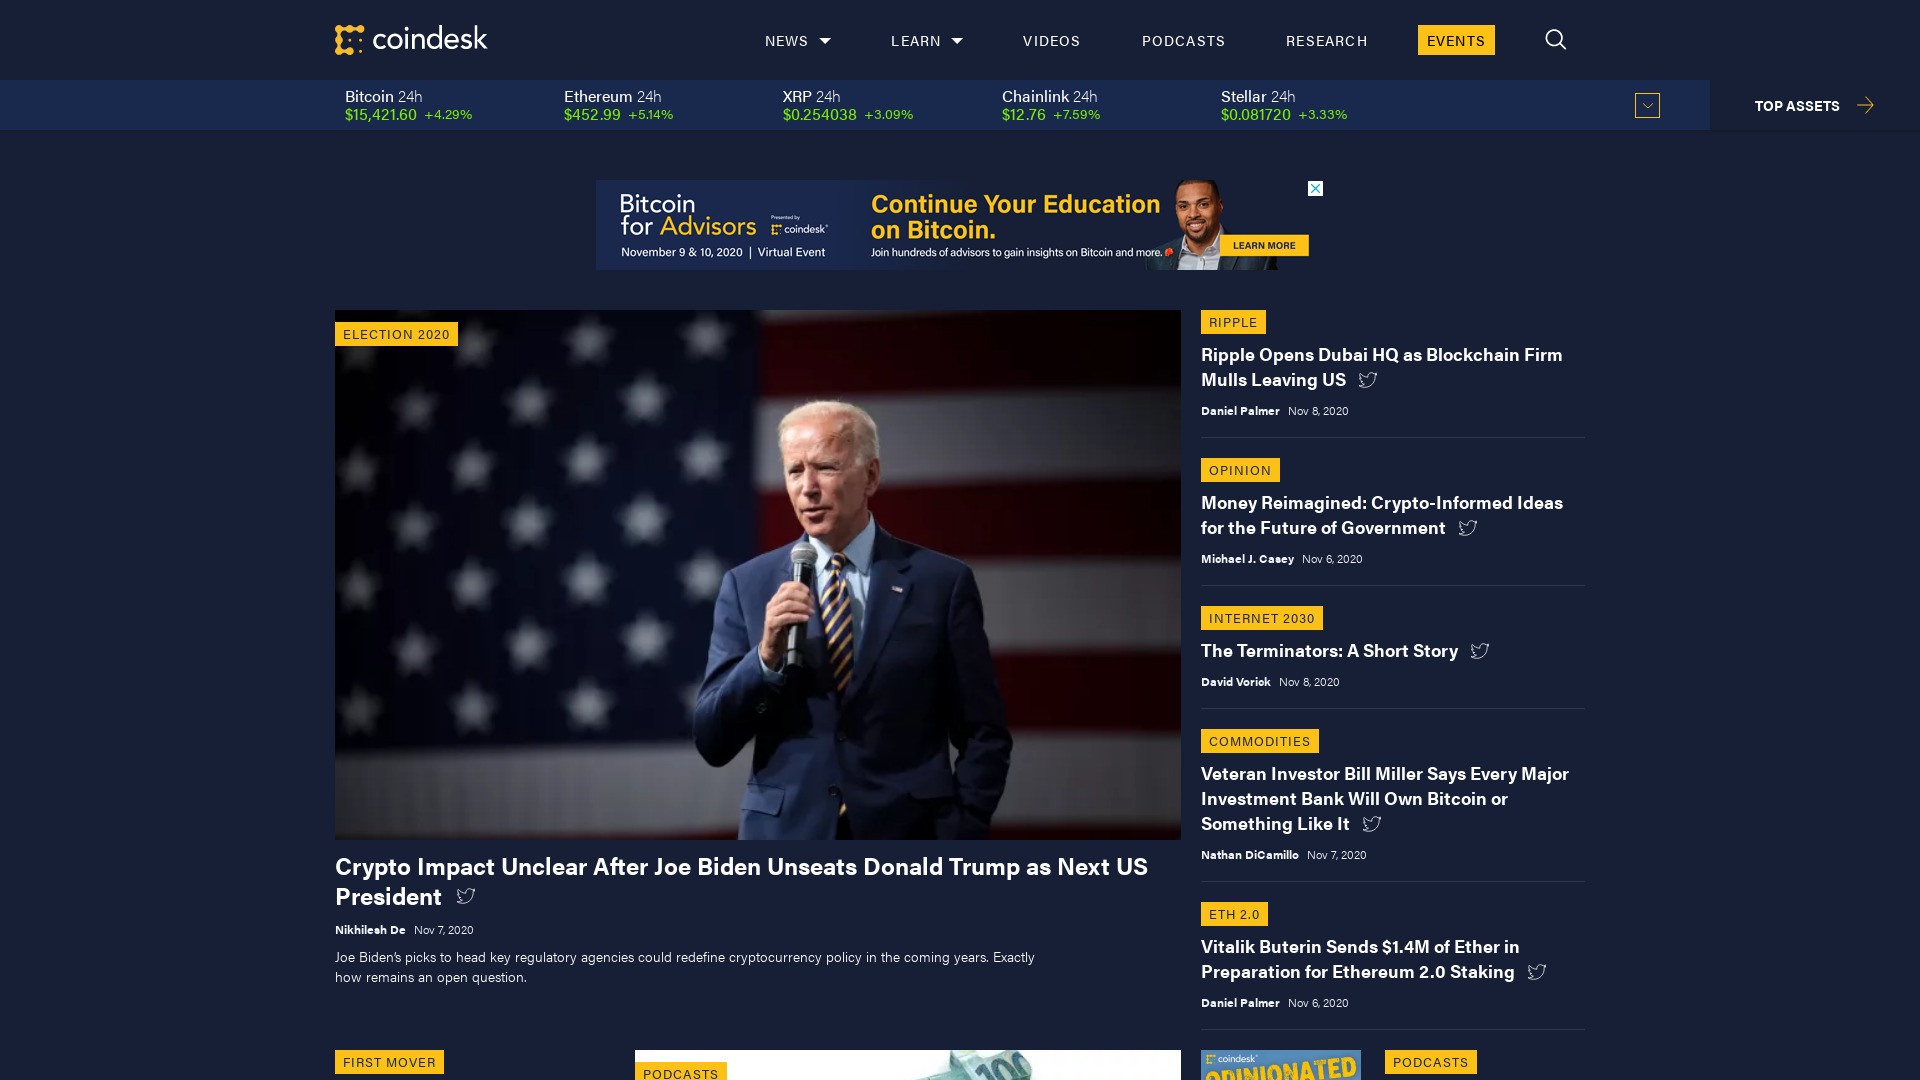 coindesk
NEWS
LEARN
VIDEOS
PODCASTS
RESEARCH
EVENTS
Bitcoin 24h
$15,421.60 +4.29%
Ethereum 24h
$452.99 +5.14%
XRP 24h
$0.254038 +3.09%
Chainlink 24h
$12.76 +7.59%
Stellar 24h
$0.081720 +3.33%
TOP ASSETS
Bitcoin
for Advisors
Presented by
coindesk
November 9 & 10, 2020 | Virtual Event
Continue Your Education
on Bitcoin.
Join hundreds of advisors to gain insights on Bitcoin and more.
LEARN MORE
ELECTION 2020
Crypto Impact Unclear After Joe Biden Unseats Donald Trump as Next US
President
Nikhilesh De Nov 7, 2020
Joe Biden's picks to head key regulatory agencies could redefine cryptocurrency policy in the coming years. Exactly
how remains an open question.
RIPPLE
Ripple Opens Dubai HQ as Blockchain Firm
Mulls Leaving US
Daniel Palmer Nov 8, 2020
OPINION
Money Reimagined: Crypto-Informed Ideas
for the Future of Government
Michael J. Casey Nov 6, 2020
INTERNET 2030
The Terminators: A Short Story
David Vorick Nov 8, 2020
COMMODITIES
Veteran Investor Bill Miller Says Every Major
Investment Bank Will Own Bitcoin or
Something Like It
Nathan DiCamillo Nov 7, 2020
ETH 2.0
Vitalik Buterin Sends $1.4M of Ether in
Preparation for Ethereum 2.0 Staking
Daniel Palmer Nov 6, 2020
FIRST MOVER
PODCASTS
100
coindesk
OPINIONATED
PODCASTS